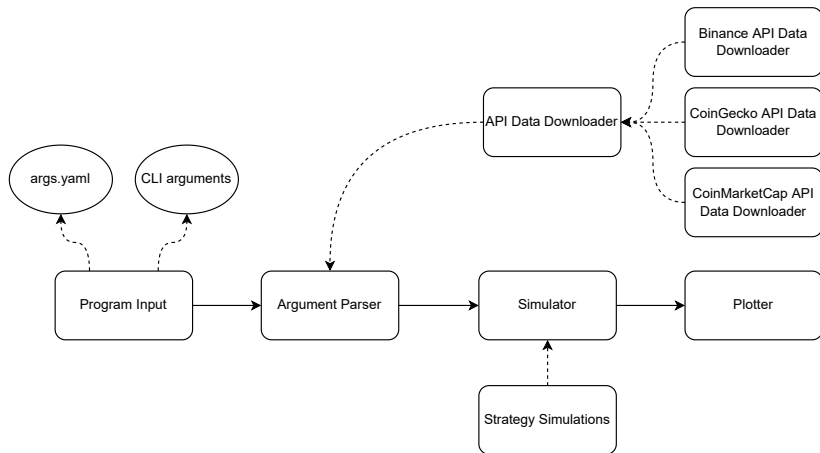 Binance API Data
Downloader
API Data Downloader
CoinGecko API Data
Downloader
args.yaml
CLI arguments
CoinMarketCap API
Data Downloader
Program Input
Argument Parser
Simulator
Plotter
Strategy Simulations